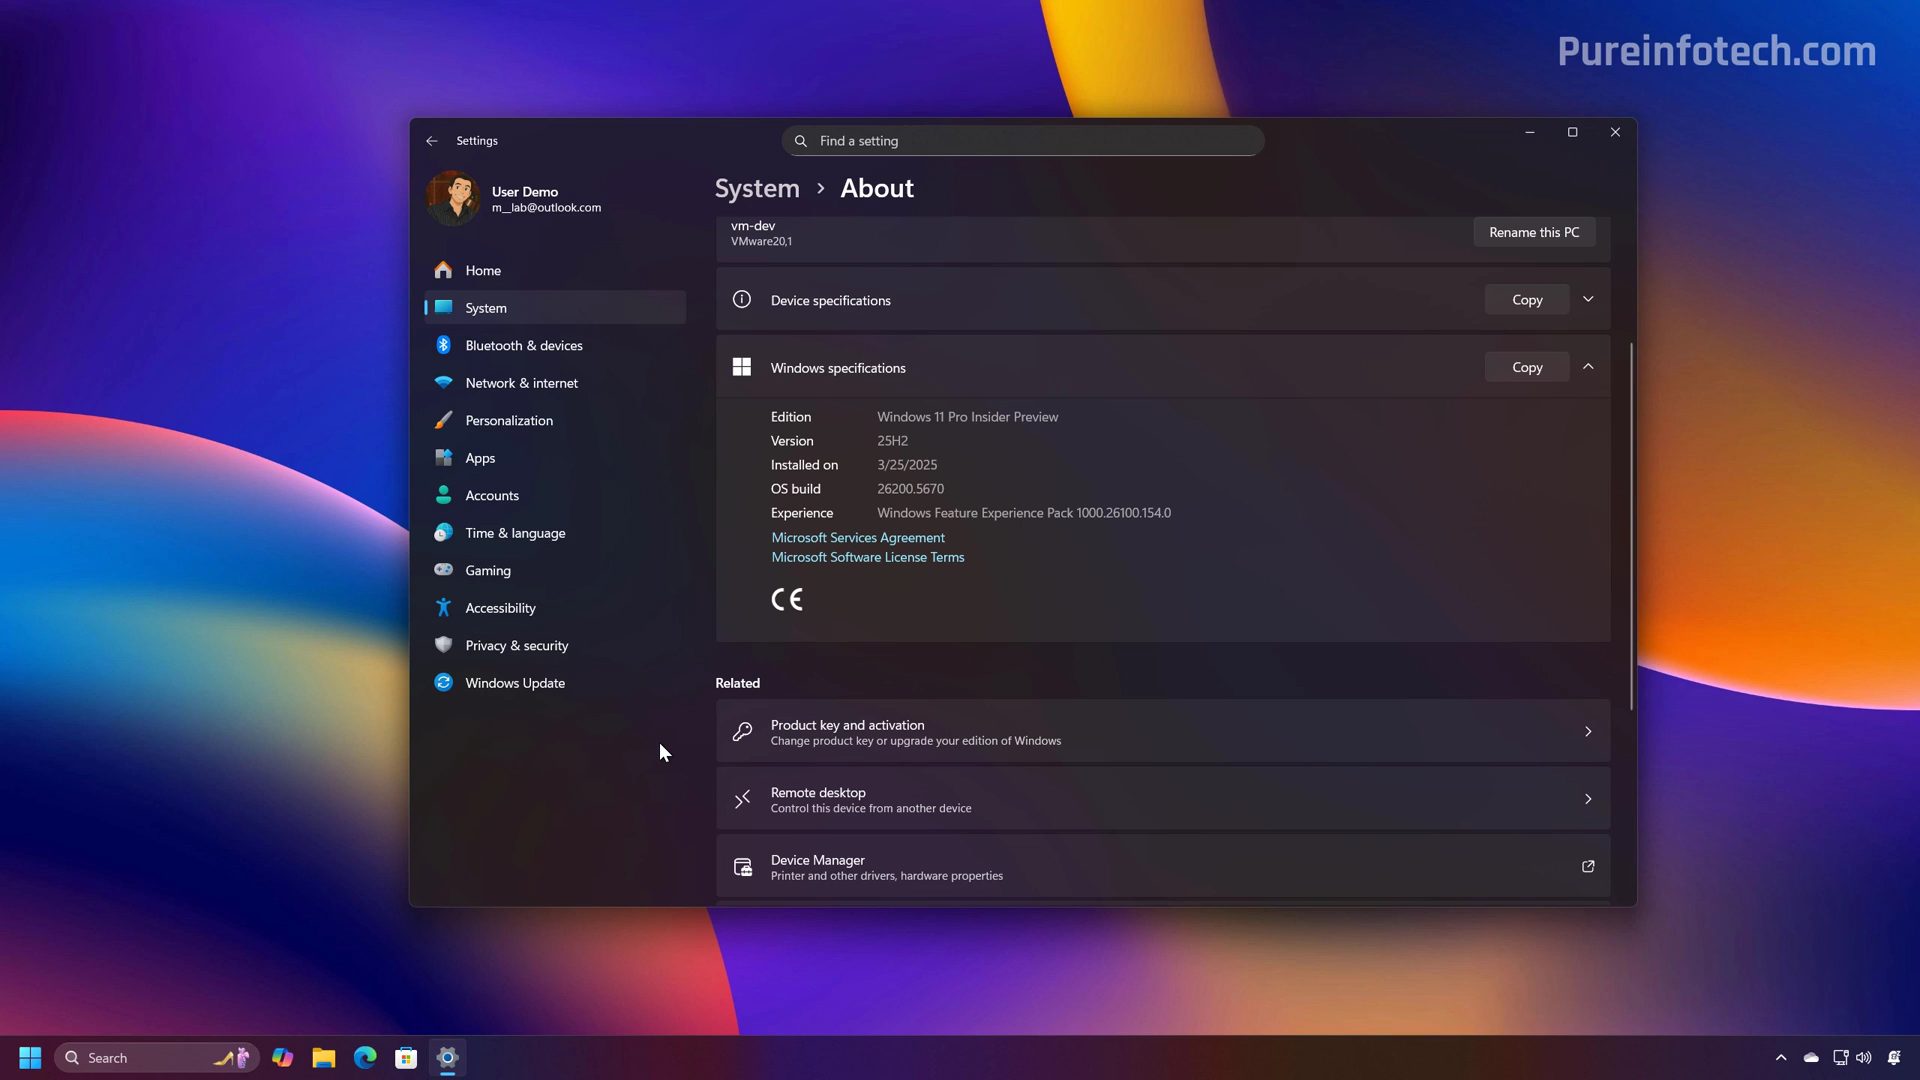 Pureinfotech.com
Settings
Find a setting
User Demo
m__lab@outlook.com
System > About
vm-dev
VMware20,1
Rename this PC
Home
System
Bluetooth & devices
Network & internet
Personalization
Apps
Accounts
Time & language
Gaming
Accessibility
Privacy & security
Windows Update
Device specifications
Copy
Windows specifications
Copy
Edition Windows 11 Pro Insider Preview
Version 25H2
Installed on 3/25/2025
OS build 26200.5670
Experience Windows Feature Experience Pack 1000.26100.154.0
Microsoft Services Agreement
Microsoft Software License Terms
CE
Related
Product key and activation
Change product key or upgrade your edition of Windows
Remote desktop
Control this device from another device
Device Manager
Printer and other drivers, hardware properties
Search